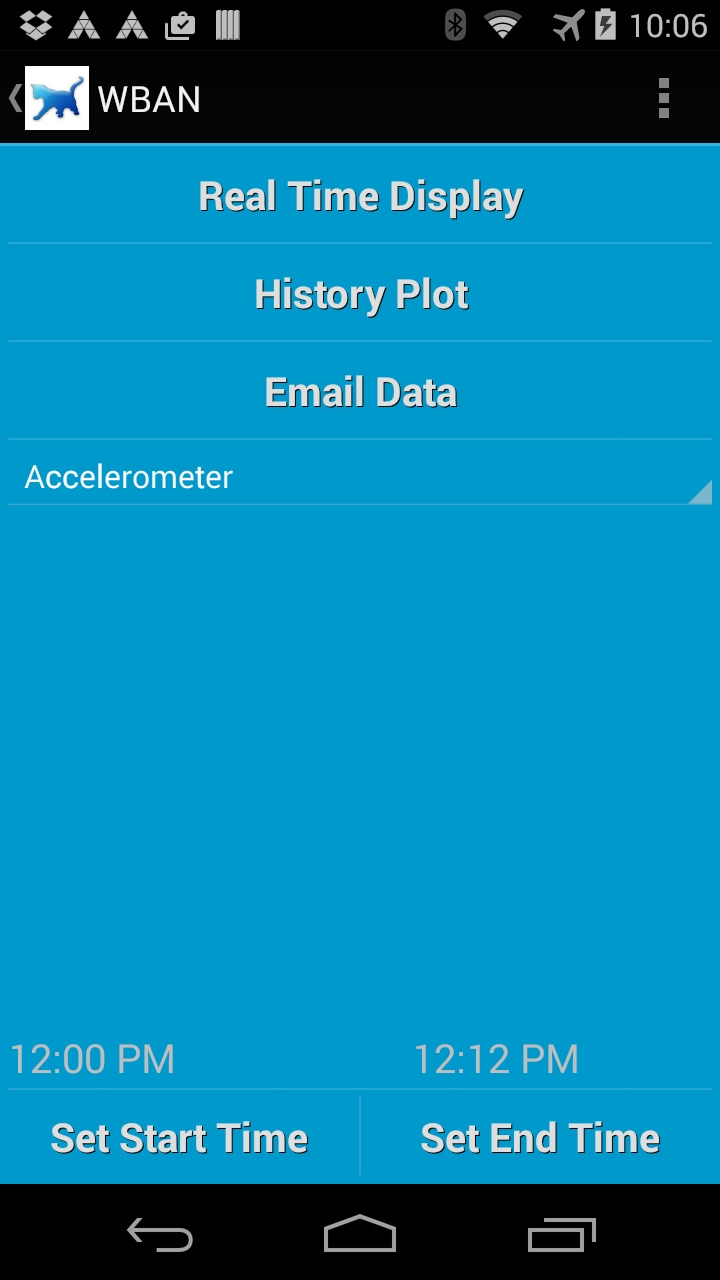 10:06
WBAN
Real Time Display
History Plot
Email Data
Accelerometer
12:00 PM 12:12 PM
Set Start Time Set End Time